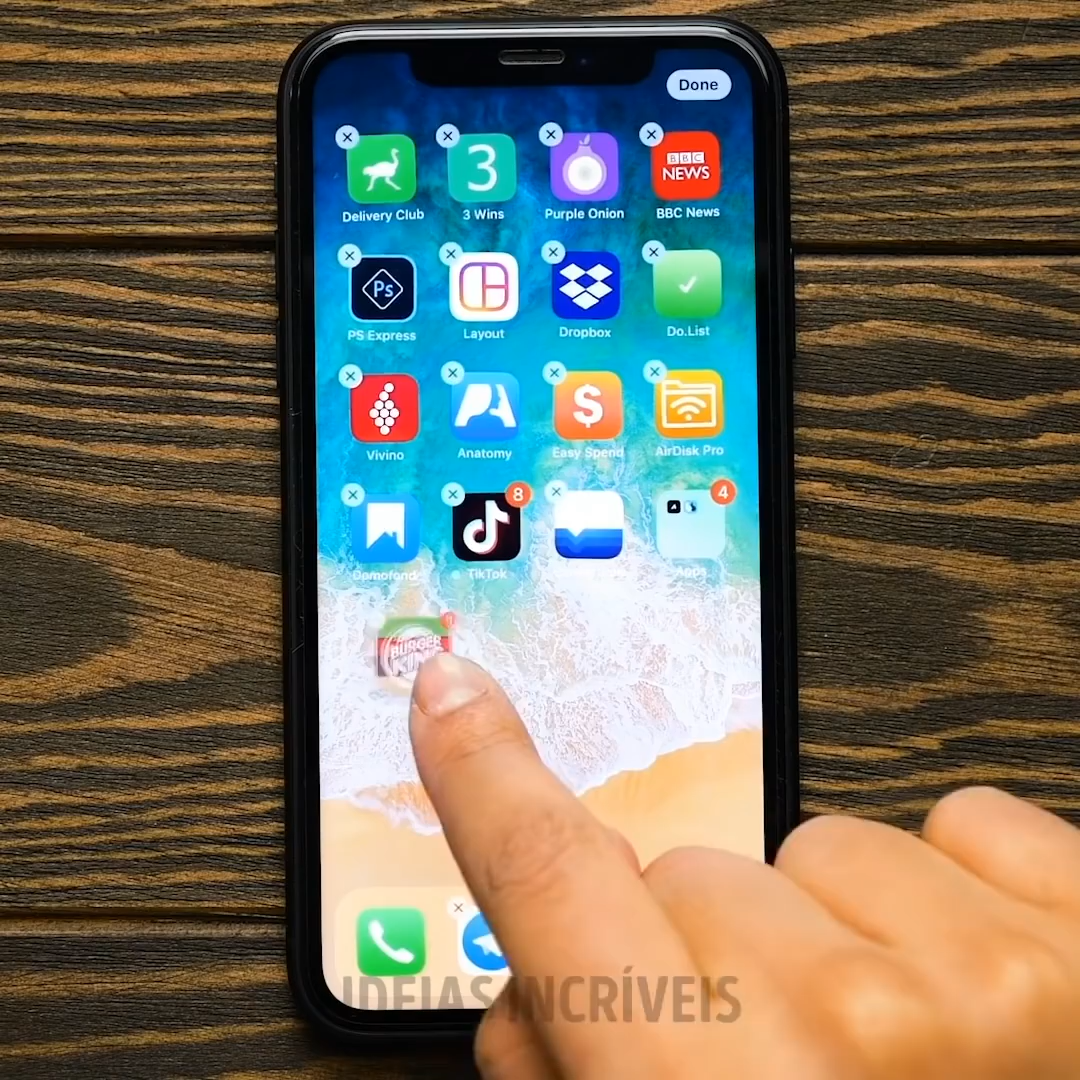 Done
Delivery Club
3
3 Wins
Purple Onion
BBC
NEWS
BBC News
Ps
PS Express
Layout
Dropbox
Do.List
Vivino
Anatomy
$
Easy Spend
AirDisk Pro
Domofond
8
TikTok
4
Apps
BURGER
KING
IDEIAS INCRÍVEIS